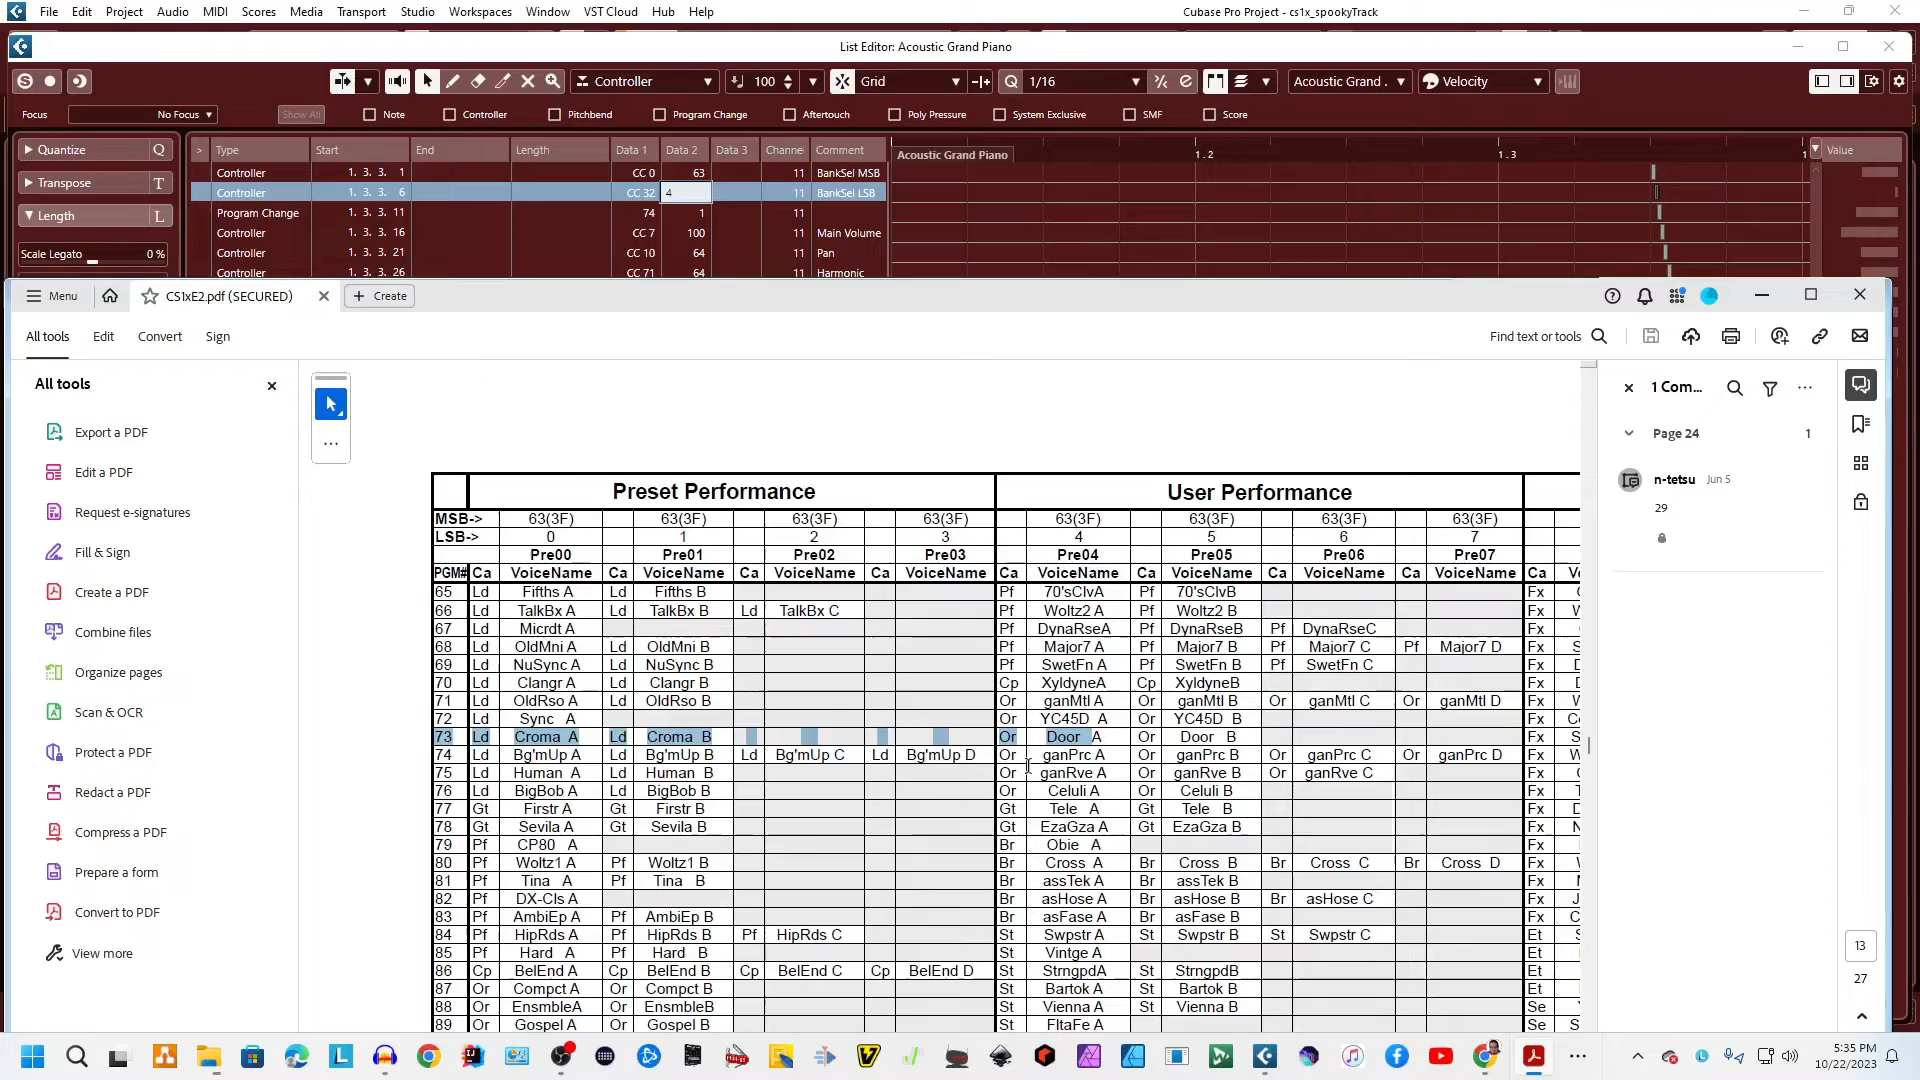 File Edit Project Audio MIDI Scores Media Transport Studio Workspaces Window VST Cloud Hub Help Cubase Pro Project - cs1x_spookyTrack
List Editor: Acoustic Grand Piano
Controller 100 Grid Q 1/16 Acoustic Grand . Velocity
Focus No Focus Show All Note Controller Pitchbend Program Change Aftertouch Poly Pressure System Exclusive SMF Score
Quantize Q > Type Start End Length Data 1 Data 2 Data 3 Channel Comment Acoustic Grand Piano 1.2 1.3 1 Value
Controller 1. 3. 3. 1 CC 0 63 11 BankSel MSB
Transpose T Controller 1. 3. 3. 6 CC 32 4 11 BankSel LSB
Length L Program Change 1. 3. 3. 11 74 1 11
Controller 1. 3. 3. 16 CC 7 100 11 Main Volume
Scale Legato 0 % Controller 1. 3. 3. 21 CC 10 64 11 Pan
Controller 1. 3. 3. 26 CC 71 64 11 Harmonic
Menu CS1xE2.pdf (SECURED) Create
All tools Edit Convert Sign Find text or tools
All tools
Export a PDF
Edit a PDF
Create a PDF
Request e-signatures
Fill & Sign
Create a PDF
Combine files
Organize pages
Scan & OCR
Protect a PDF
Redact a PDF
Compress a PDF
Prepare a form
Convert to PDF
View more
Preset Performance User Performance
MSB-> 63(3F) 63(3F) 63(3F) 63(3F) 63(3F) 63(3F) 63(3F) 63(3F)
LSB-> 0 1 2 3 4 5 6 7
Pre00 Pre01 Pre02 Pre03 Pre04 Pre05 Pre06 Pre07
PGM# Ca VoiceName Ca VoiceName Ca VoiceName Ca VoiceName Ca VoiceName Ca VoiceName Ca VoiceName Ca VoiceName Ca
65 Ld Fifths A Ld Fifths B Pf 70'sClvA Pf 70'sClvB Fx
66 Ld TalkBx A Ld TalkBx B Ld TalkBx C Pf Woltz2 A Pf Woltz2 B Fx
67 Ld Micrdt A Pf DynaRseA Pf DynaRseB Pf DynaRseC Fx
68 Ld OldMni A Ld OldMni B Pf Major7 A Pf Major7 B Pf Major7 C Pf Major7 D Fx
69 Ld NuSync A Ld NuSync B Pf SwetFn A Pf SwetFn B Pf SwetFn C Fx
70 Ld Clangr A Ld Clangr B Cp XyldyneA Cp XyldyneB Fx
71 Ld OldRso A Ld OldRso B Or ganMtl A Or ganMtl B Or ganMtl C Or ganMtl D Fx
72 Ld Sync A Or YC45D A Or YC45D B Fx
73 Ld Croma A Ld Croma B Or Door A Or Door B Fx
74 Ld Bg'mUp A Ld Bg'mUp B Ld Bg'mUp C Ld Bg'mUp D Or ganPrc A Or ganPrc B Or ganPrc C Or ganPrc D Fx
75 Ld Human A Ld Human B Or ganRve A Or ganRve B Or ganRve C Fx
76 Ld BigBob A Ld BigBob B Or Celuli A Or Celuli B Fx
77 Gt Firstr A Gt Firstr B Gt Tele A Gt Tele B Fx
78 Gt Sevila A Gt Sevila B Gt EzaGza A Gt EzaGza B Fx
79 Pf CP80 A Br Obie A Fx
80 Pf Woltz1 A Pf Woltz1 B Br Cross A Br Cross B Br Cross C Br Cross D Fx
81 Pf Tina A Pf Tina B Br assTek A Br assTek B Fx
82 Pf DX-Cls A Br asHose A Br asHose B Br asHose C Fx
83 Pf AmbiEp A Pf AmbiEp B Br asFase A Br asFase B Fx
84 Pf HipRds A Pf HipRds B Pf HipRds C St Swpstr A St Swpstr B St Swpstr C Et
85 Pf Hard A Pf Hard B St Vintge A Et
86 Cp BelEnd A Cp BelEnd B Cp BelEnd C Cp BelEnd D St StrngpdA St StrngpdB Et
87 Or Compct A Or Compct B St Bartok A St Bartok B Et
88 Or EnsmbleA Or EnsmbleB St Vienna A St Vienna B Se
89 Or Gospel A Or Gospel B St FltaFe A Se
1 Com...
Page 24 1
n-tetsu Jun 5
29
13
27
5:35 PM
10/22/2023